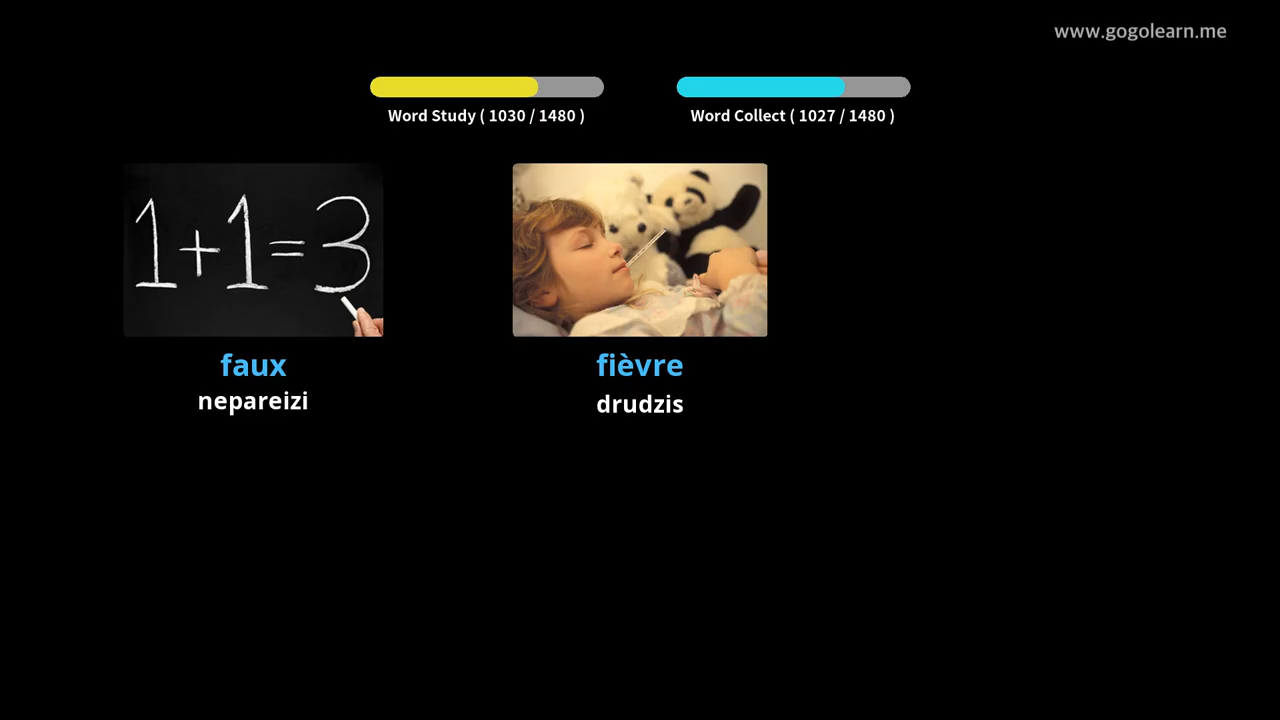 www.gogolearn.me
Word Study ( 1030 / 1480 )
Word Collect ( 1027 / 1480 )
1+1=3
faux
nepareizi
fièvre
drudzis